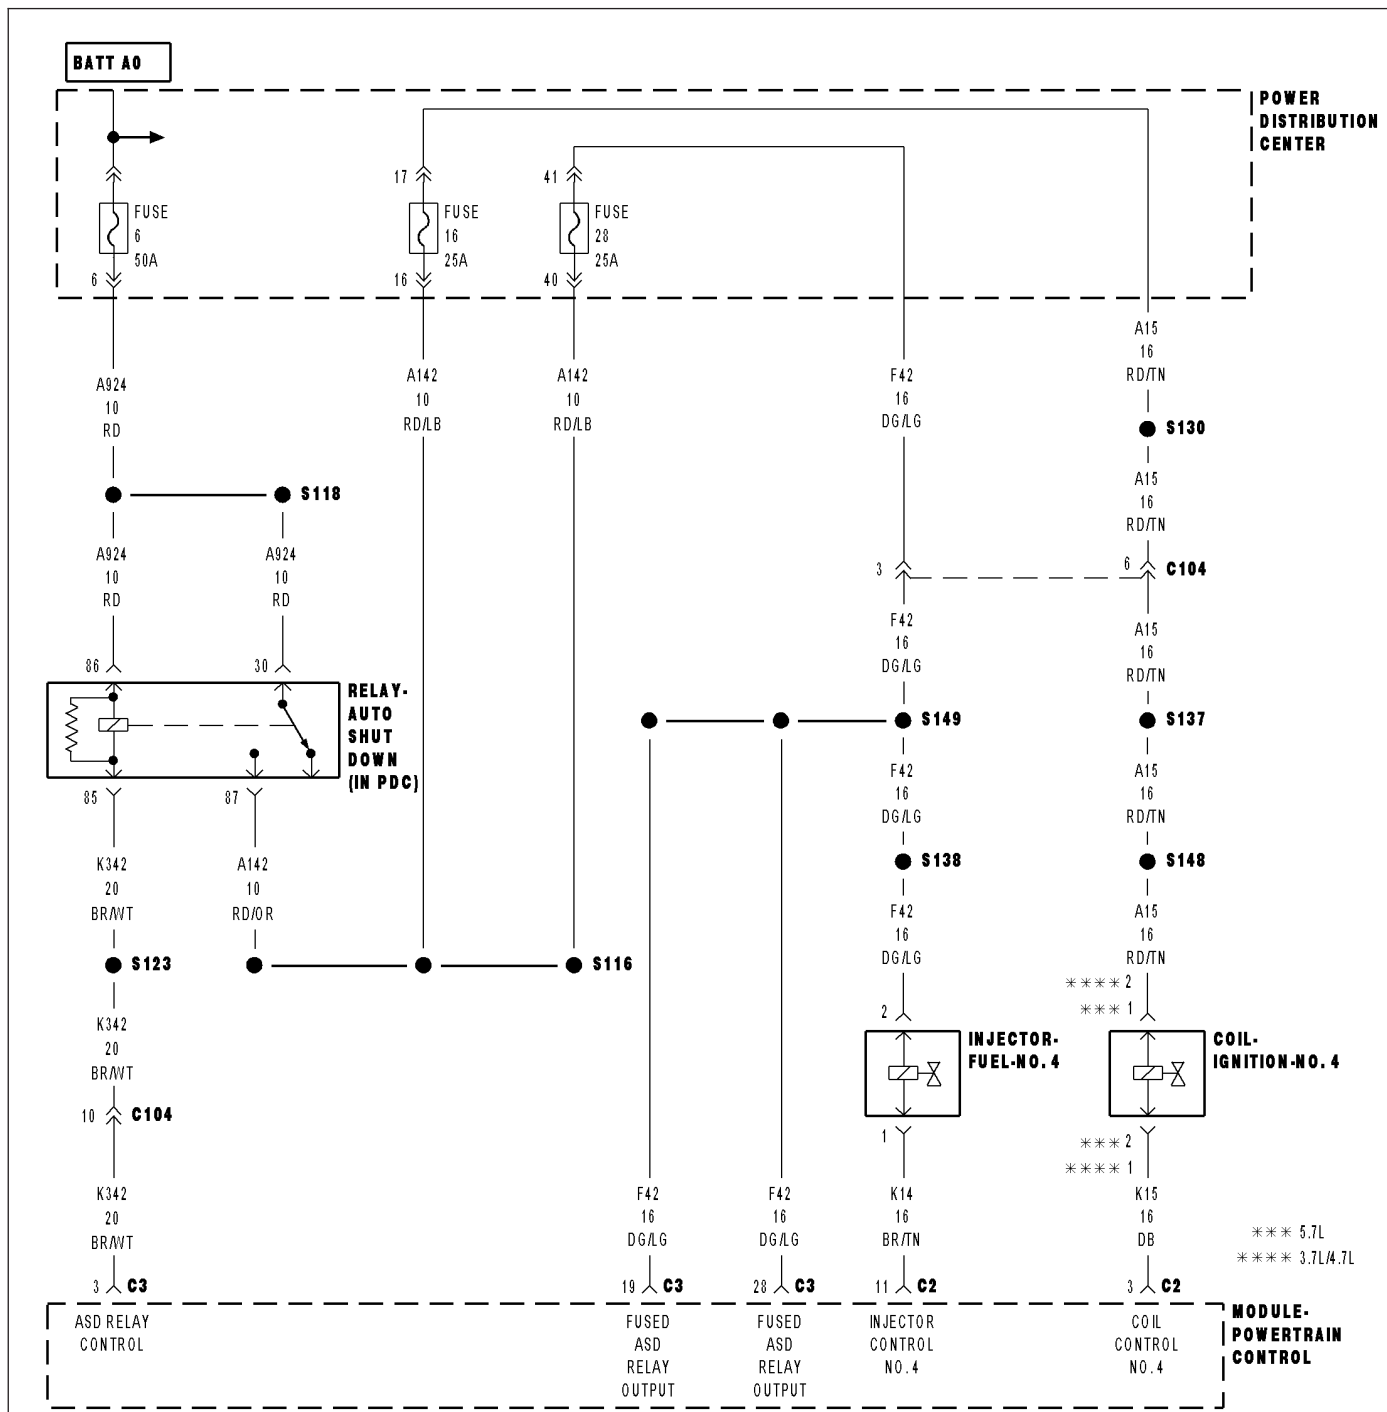 BATT A0
POWER
DISTRIBUTION
CENTER
17
41
FUSE
6
50A
FUSE
16
25A
FUSE
28
25A
6
16
40
A924
10
RD
A142
10
RD/LB
A142
10
RD/LB
F42
16
DG/LG
A15
16
RD/TN
S130
S118
A15
16
RD/TN
A924
10
RD
A924
10
RD
3
6
C104
F42
16
DG/LG
A15
16
RD/TN
86
30
RELAY-
AUTO
SHUT
DOWN
(IN PDC)
S149
S137
85
87
F42
16
DG/LG
A15
16
RD/TN
S138
S148
K342
20
BR/WT
A142
10
RD/OR
F42
16
DG/LG
A15
16
RD/TN
S123
S116
**** 2
*** 1
2
K342
20
BR/WT
INJECTOR-
FUEL-NO. 4
COIL-
IGNITION-NO. 4
10
C104
1
*** 2
**** 1
K342
20
BR/WT
F42
16
DG/LG
F42
16
DG/LG
K14
16
BR/TN
K15
16
DB
*** 5.7L
**** 3.7L/4.7L
3
C3
19
C3
28
C3
11
C2
3
C2
ASD RELAY
CONTROL
FUSED
ASD
RELAY
OUTPUT
FUSED
ASD
RELAY
OUTPUT
INJECTOR
CONTROL
NO. 4
COIL
CONTROL
NO. 4
MODULE-
POWERTRAIN
CONTROL